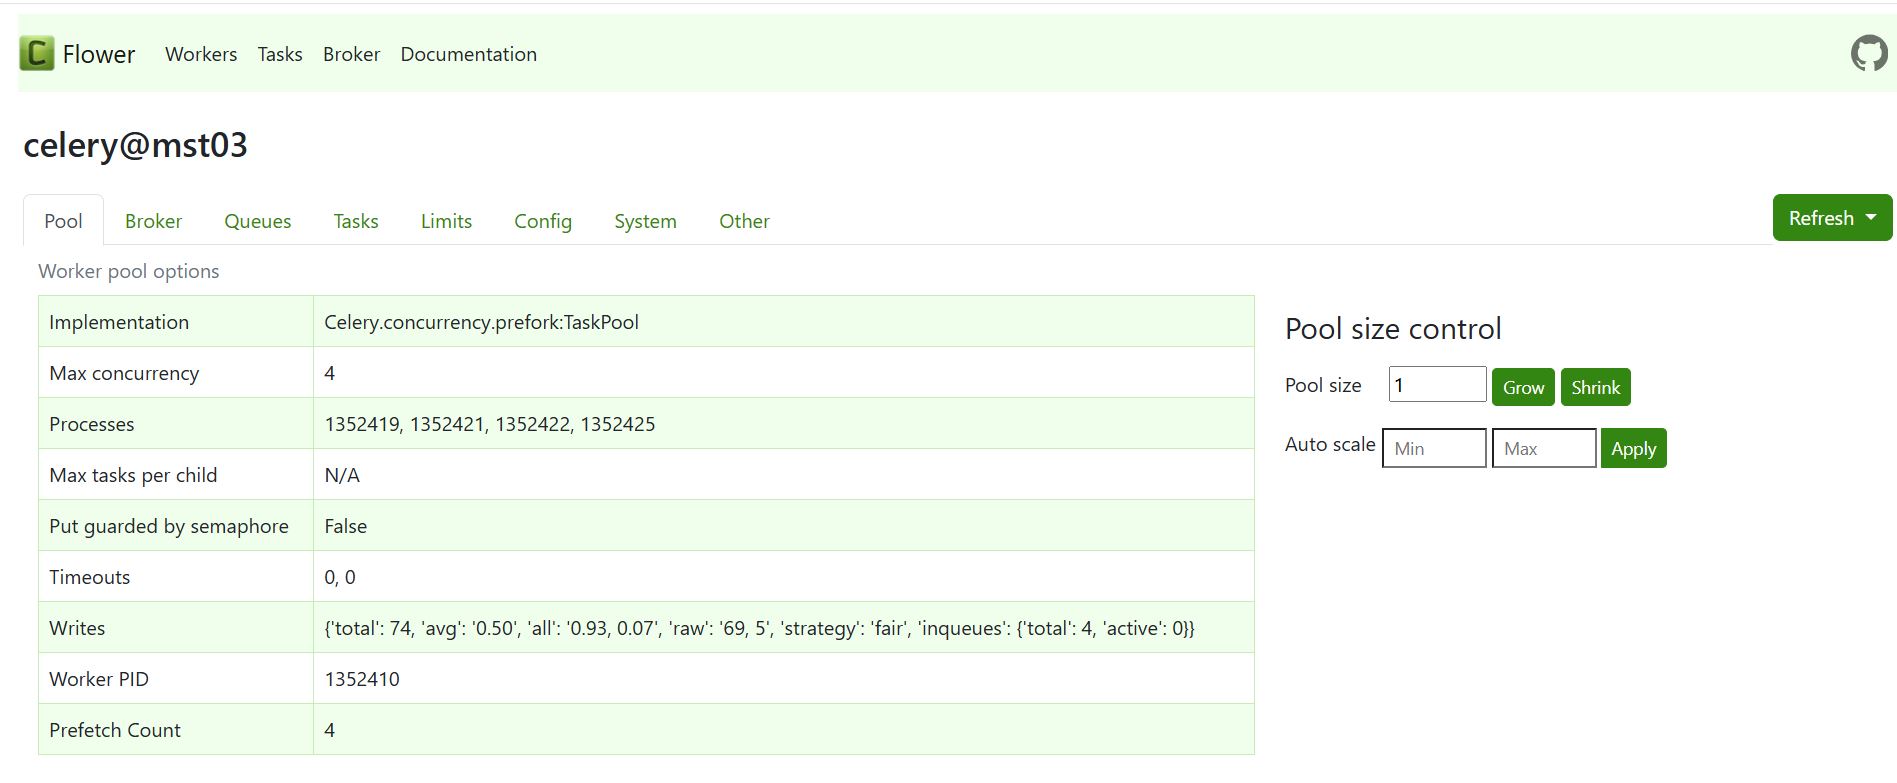 C Flower Workers Tasks Broker Documentation
celery@mst03
Pool Broker Queues Tasks Limits Config System Other Refresh
Worker pool options
Implementation Celery.concurrency.prefork:TaskPool
Max concurrency 4
Processes 1352419, 1352421, 1352422, 1352425
Max tasks per child N/A
Put guarded by semaphore False
Timeouts 0, 0
Writes {'total': 74, 'avg': '0.50', 'all': '0.93, 0.07', 'raw': '69, 5', 'strategy': 'fair', 'inqueues': {'total': 4, 'active': 0}}
Worker PID 1352410
Prefetch Count 4
Pool size control
Pool size 1 Grow Shrink
Auto scale Min Max Apply